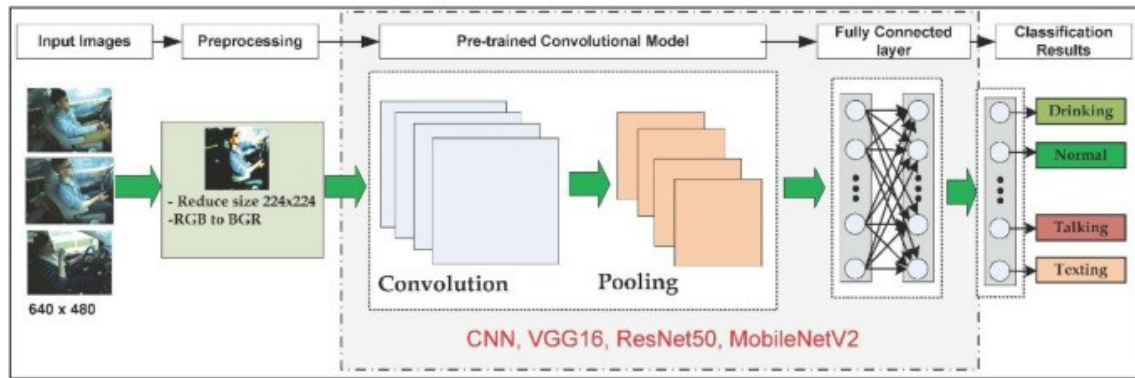 Input Images
Preprocessing
Pre-trained Convolutional Model
Fully Connected
layer
Classification
Results
640 x 480
- Reduce size 224x224
-RGB to BGR
Convolution
Pooling
Drinking
Normal
Talking
Texting
CNN, VGG16, ResNet50, MobileNetV2